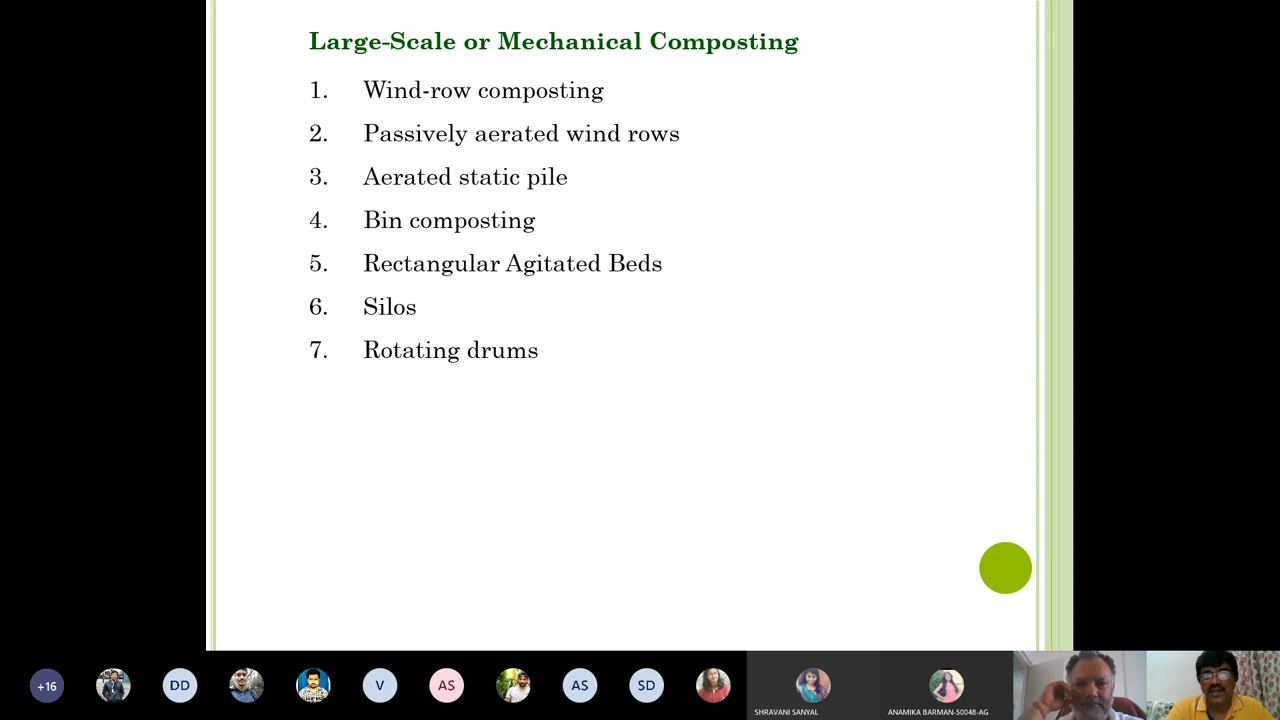 Large-Scale or Mechanical Composting
1. Wind-row composting
2. Passively aerated wind rows
3. Aerated static pile
4. Bin composting
5. Rectangular Agitated Beds
6. Silos
7. Rotating drums
+16
DD
V
AS
AS
SD
SHRAVANI SANYAL
ANAMIKA BARMAN-50048-AG